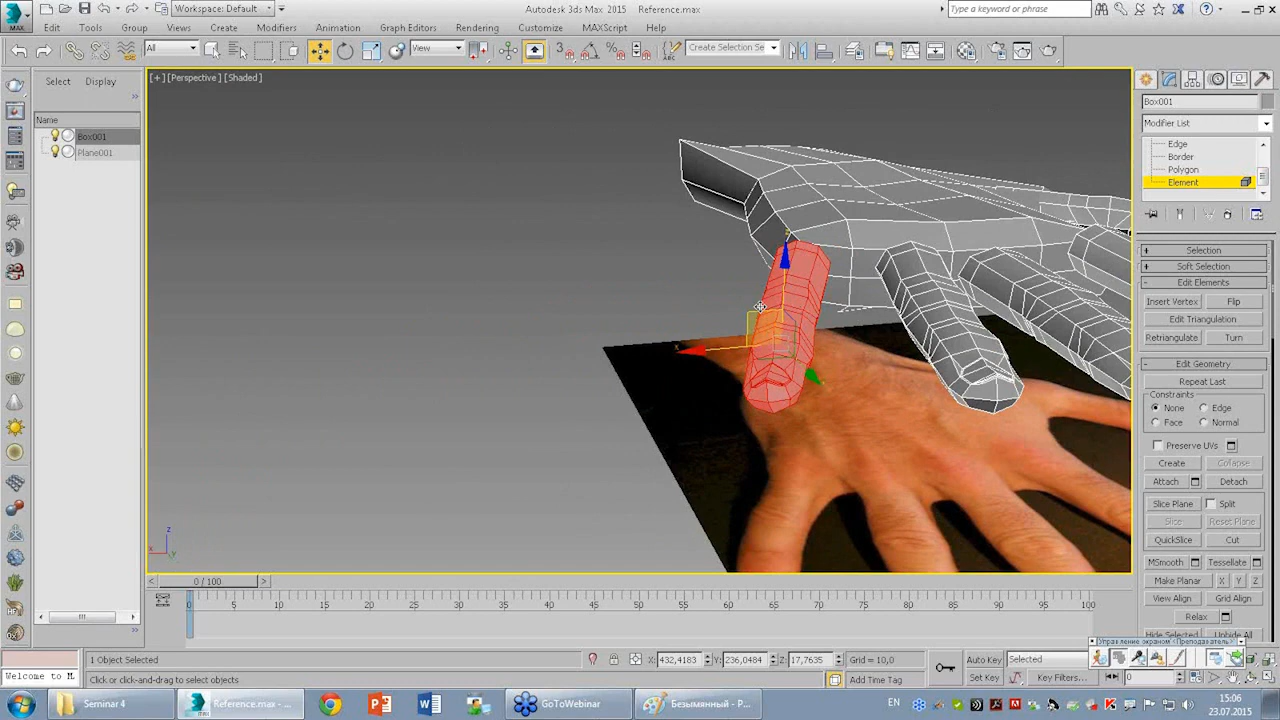 Autodesk 3ds Max 2015    Reference.max
Workspace: Default
Type a keyword or phrase
MAX
Edit Tools Group Views Create Modifiers Animation Graph Editors Rendering Customize MAXScript Help
All
View
Create Selection Se
Select Display
Name
Box001
Plane001
[+] [Perspective] [Shaded]
Box001
Modifier List
Edge
Border
Polygon
Element
Selection
Soft Selection
Edit Elements
Insert Vertex Flip
Edit Triangulation
Retriangulate Turn
Edit Geometry
Repeat Last
Constraints
None Edge
Face Normal
Preserve UVs
Create Collapse
Attach Detach
Slice Plane Split
Slice Reset Plane
QuickSlice Cut
MSmooth Tessellate
Make Planar X Y Z
View Align Grid Align
Relax
Hide Selected Unhide All
Управление экраном <Преподаватель>
0 / 100
0 5 10 15 20 25 30 35 40 45 50 55 60 65 70 75 80 85 90 95 100
1 Object Selected
X: 432,4183 Y: 236,0484 Z: 17,7635 Grid = 10,0
Auto Key Selected
Welcome to M
Click or click-and-drag to select objects
Add Time Tag
Set Key Key Filters...
0
Seminar 4
Reference.max - ...
GoToWebinar
Безымянный - P...
EN
15:06
23.07.2015